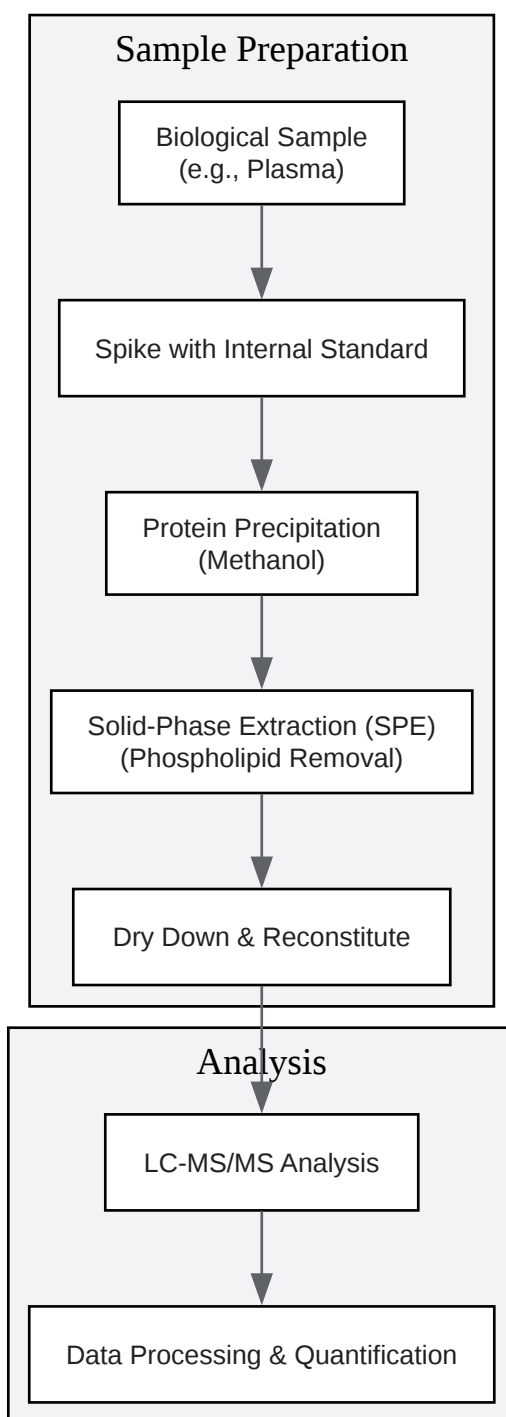 Sample Preparation
Biological Sample
(e.g., Plasma)
Spike with Internal Standard
Protein Precipitation
(Methanol)
Solid-Phase Extraction (SPE)
(Phospholipid Removal)
Dry Down & Reconstitute
Analysis
LC-MS/MS Analysis
Data Processing & Quantification